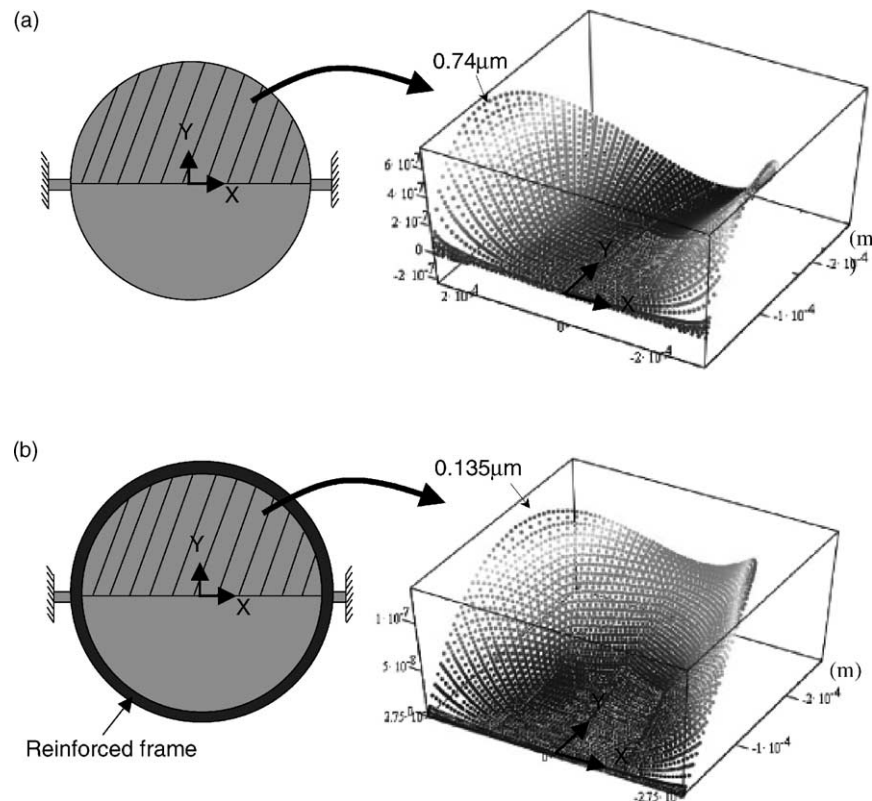 (a)
0.74μm
Y
X
6·10⁻⁷
4·10⁻⁷
2·10⁻⁷
0
-2·10⁻⁷
2·10⁻⁴
0
-2·10⁻⁴
-1·10⁻⁴
-2·10⁻⁴
(m
)
Y
X
(b)
0.135μm
Y
X
Reinforced frame
1·10⁻⁷
5·10⁻⁸
0
0
-1·10⁻⁴
-2·10⁻⁴
(m)
Y
X